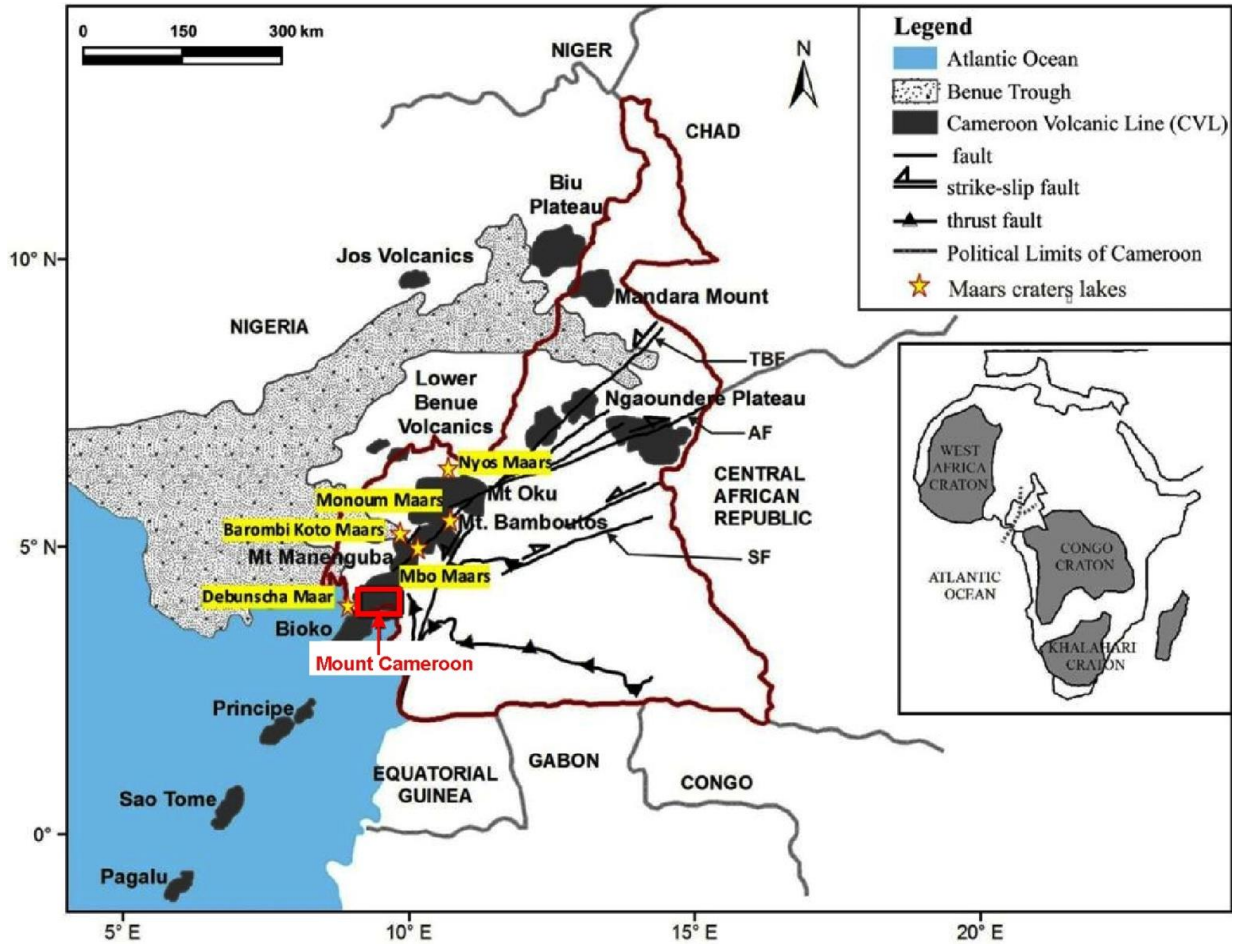 0 150 300 km
N
NIGER
CHAD
Biu
Plateau
Jos Volcanics
Mandara Mount
NIGERIA
TBF
Lower
Benue
Volcanics
Ngaoundere Plateau
AF
Nyos Maars
CENTRAL
AFRICAN
REPUBLIC
Monoum Maars
Mt Oku
Barombi Koto Maars
Mt. Bamboutos
Mt Manenguba
SF
Mbo Maars
Debunscha Maar
Bioko
Mount Cameroon
Principe
EQUATORIAL
GUINEA
GABON
CONGO
Sao Tome
Pagalu
10° N
5° N
0°
5° E
10° E
15° E
20° E
Legend
Atlantic Ocean
Benue Trough
Cameroon Volcanic Line (CVL)
fault
strike-slip fault
thrust fault
Political Limits of Cameroon
Maars craters lakes
WEST
AFRICA
CRATON
CONGO
CRATON
ATLANTIC
OCEAN
KHALAHARI
CRATON